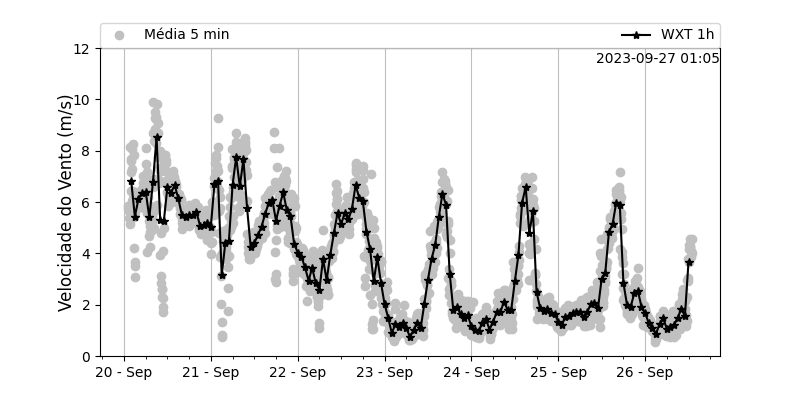 Média 5 min
WXT 1h
2023-09-27 01:05
Velocidade do Vento (m/s)
12
10
8
6
4
2
0
20 - Sep 21 - Sep 22 - Sep 23 - Sep 24 - Sep 25 - Sep 26 - Sep